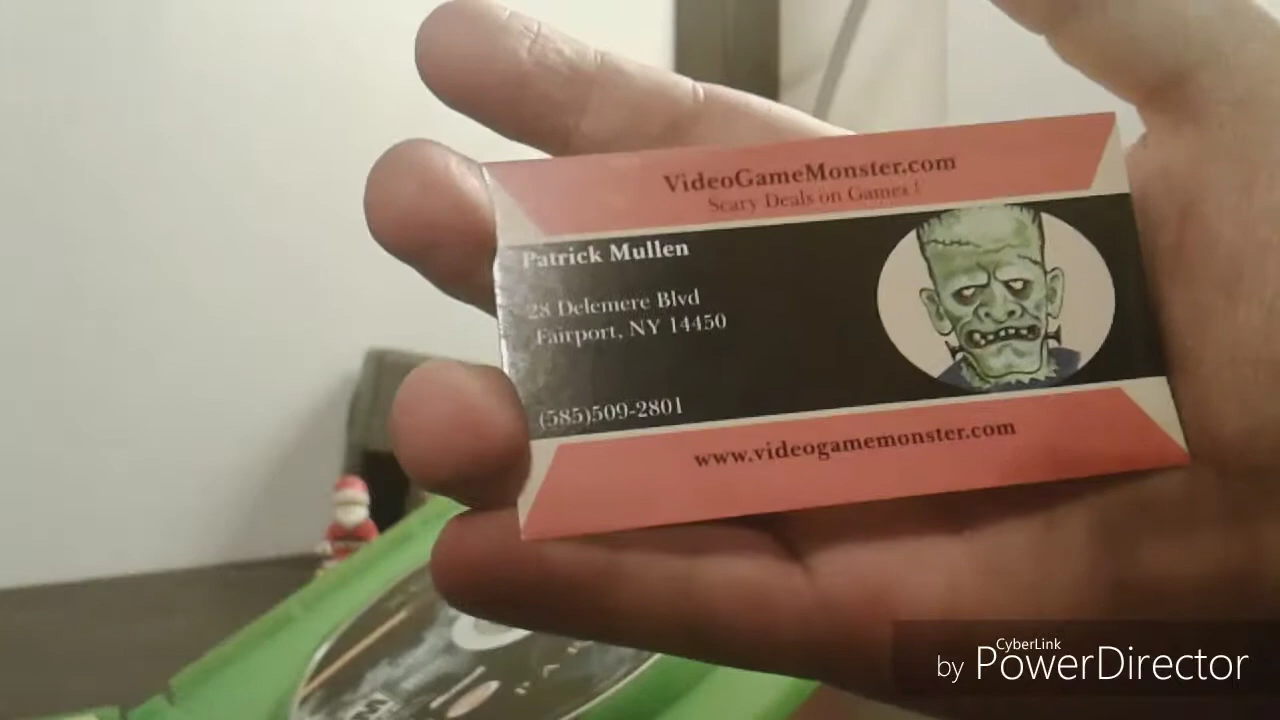 VideoGameMonster.com
Scary Deals on Games!
Patrick Mullen
28 Delemere Blvd
Fairport, NY 14450
(585)509-2801
www.videogamemonster.com
CyberLink
by PowerDirector